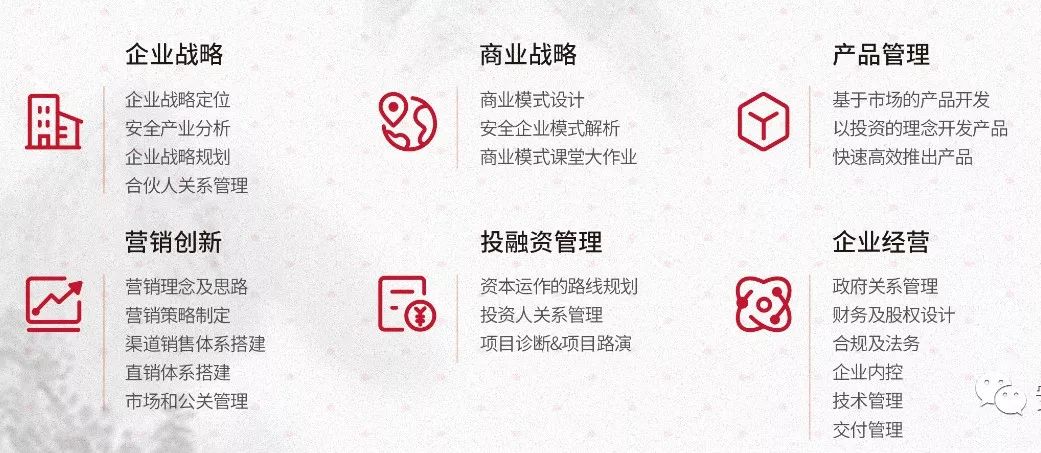 企业战略
企业战略定位
安全产业分析
企业战略规划
合伙人关系管理
商业战略
商业模式设计
安全企业模式解析
商业模式课堂大作业
产品管理
基于市场的产品开发
以投资的理念开发产品
快速高效推出产品
营销创新
营销理念及思路
营销策略制定
渠道销售体系搭建
直销体系搭建
市场和公关管理
投融资管理
资本运作的路线规划
投资人关系管理
项目诊断&项目路演
企业经营
政府关系管理
财务及股权设计
合规及法务
企业内控
技术管理
交付管理